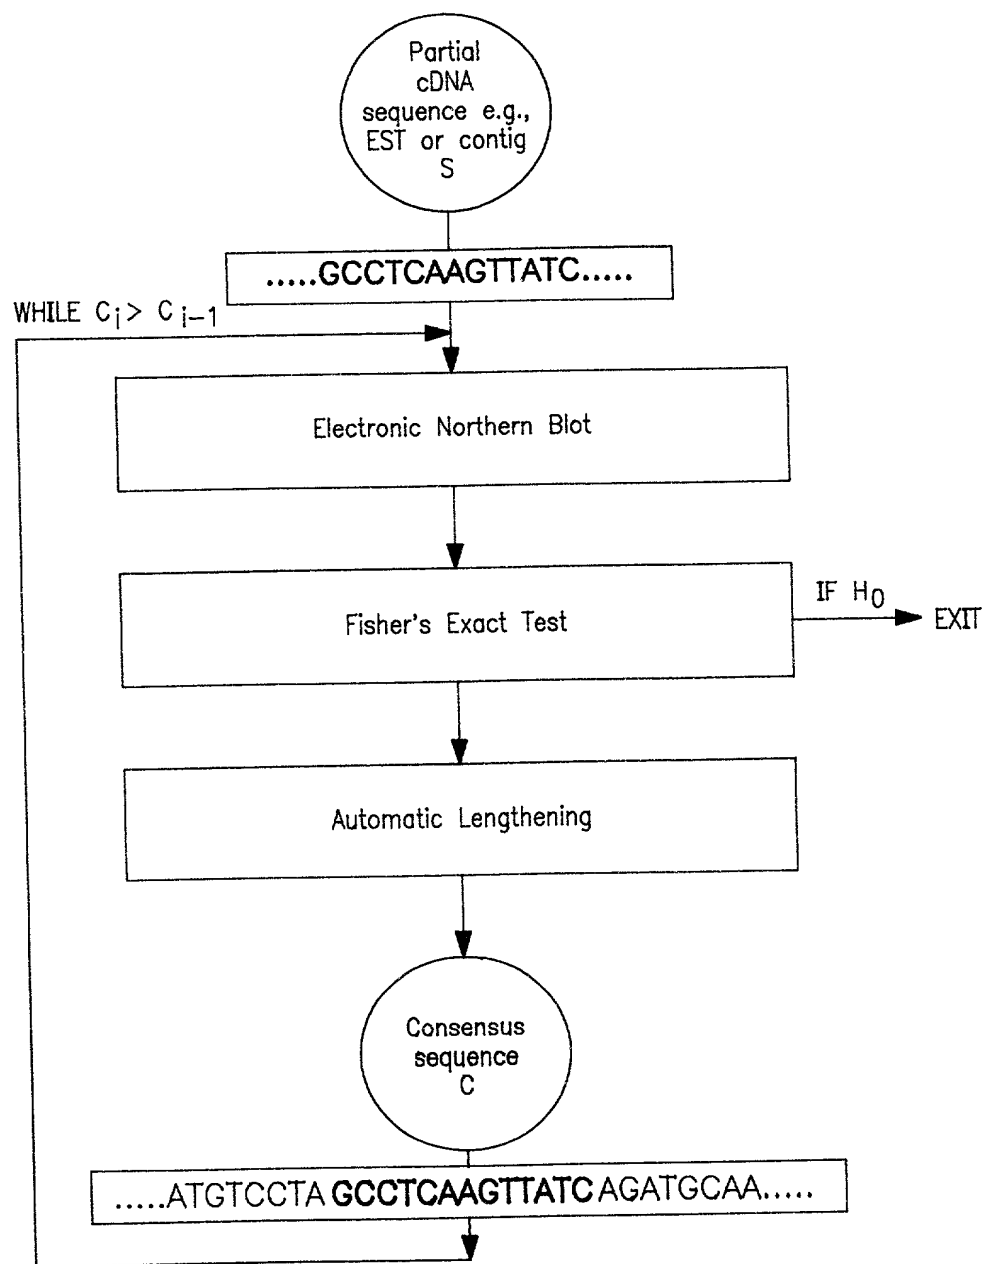 Partial
cDNA
sequence e.g.,
EST or contig
S
.....GCCTCAAGTTATC.....
WHILE Ci> Ci–1
Electronic Northern Blot
Fisher's Exact Test
IF H0
EXIT
Automatic Lengthening
Consensus
sequence
C
.....ATGTCCTA GCCTCAAGTTATC AGATGCAA.....